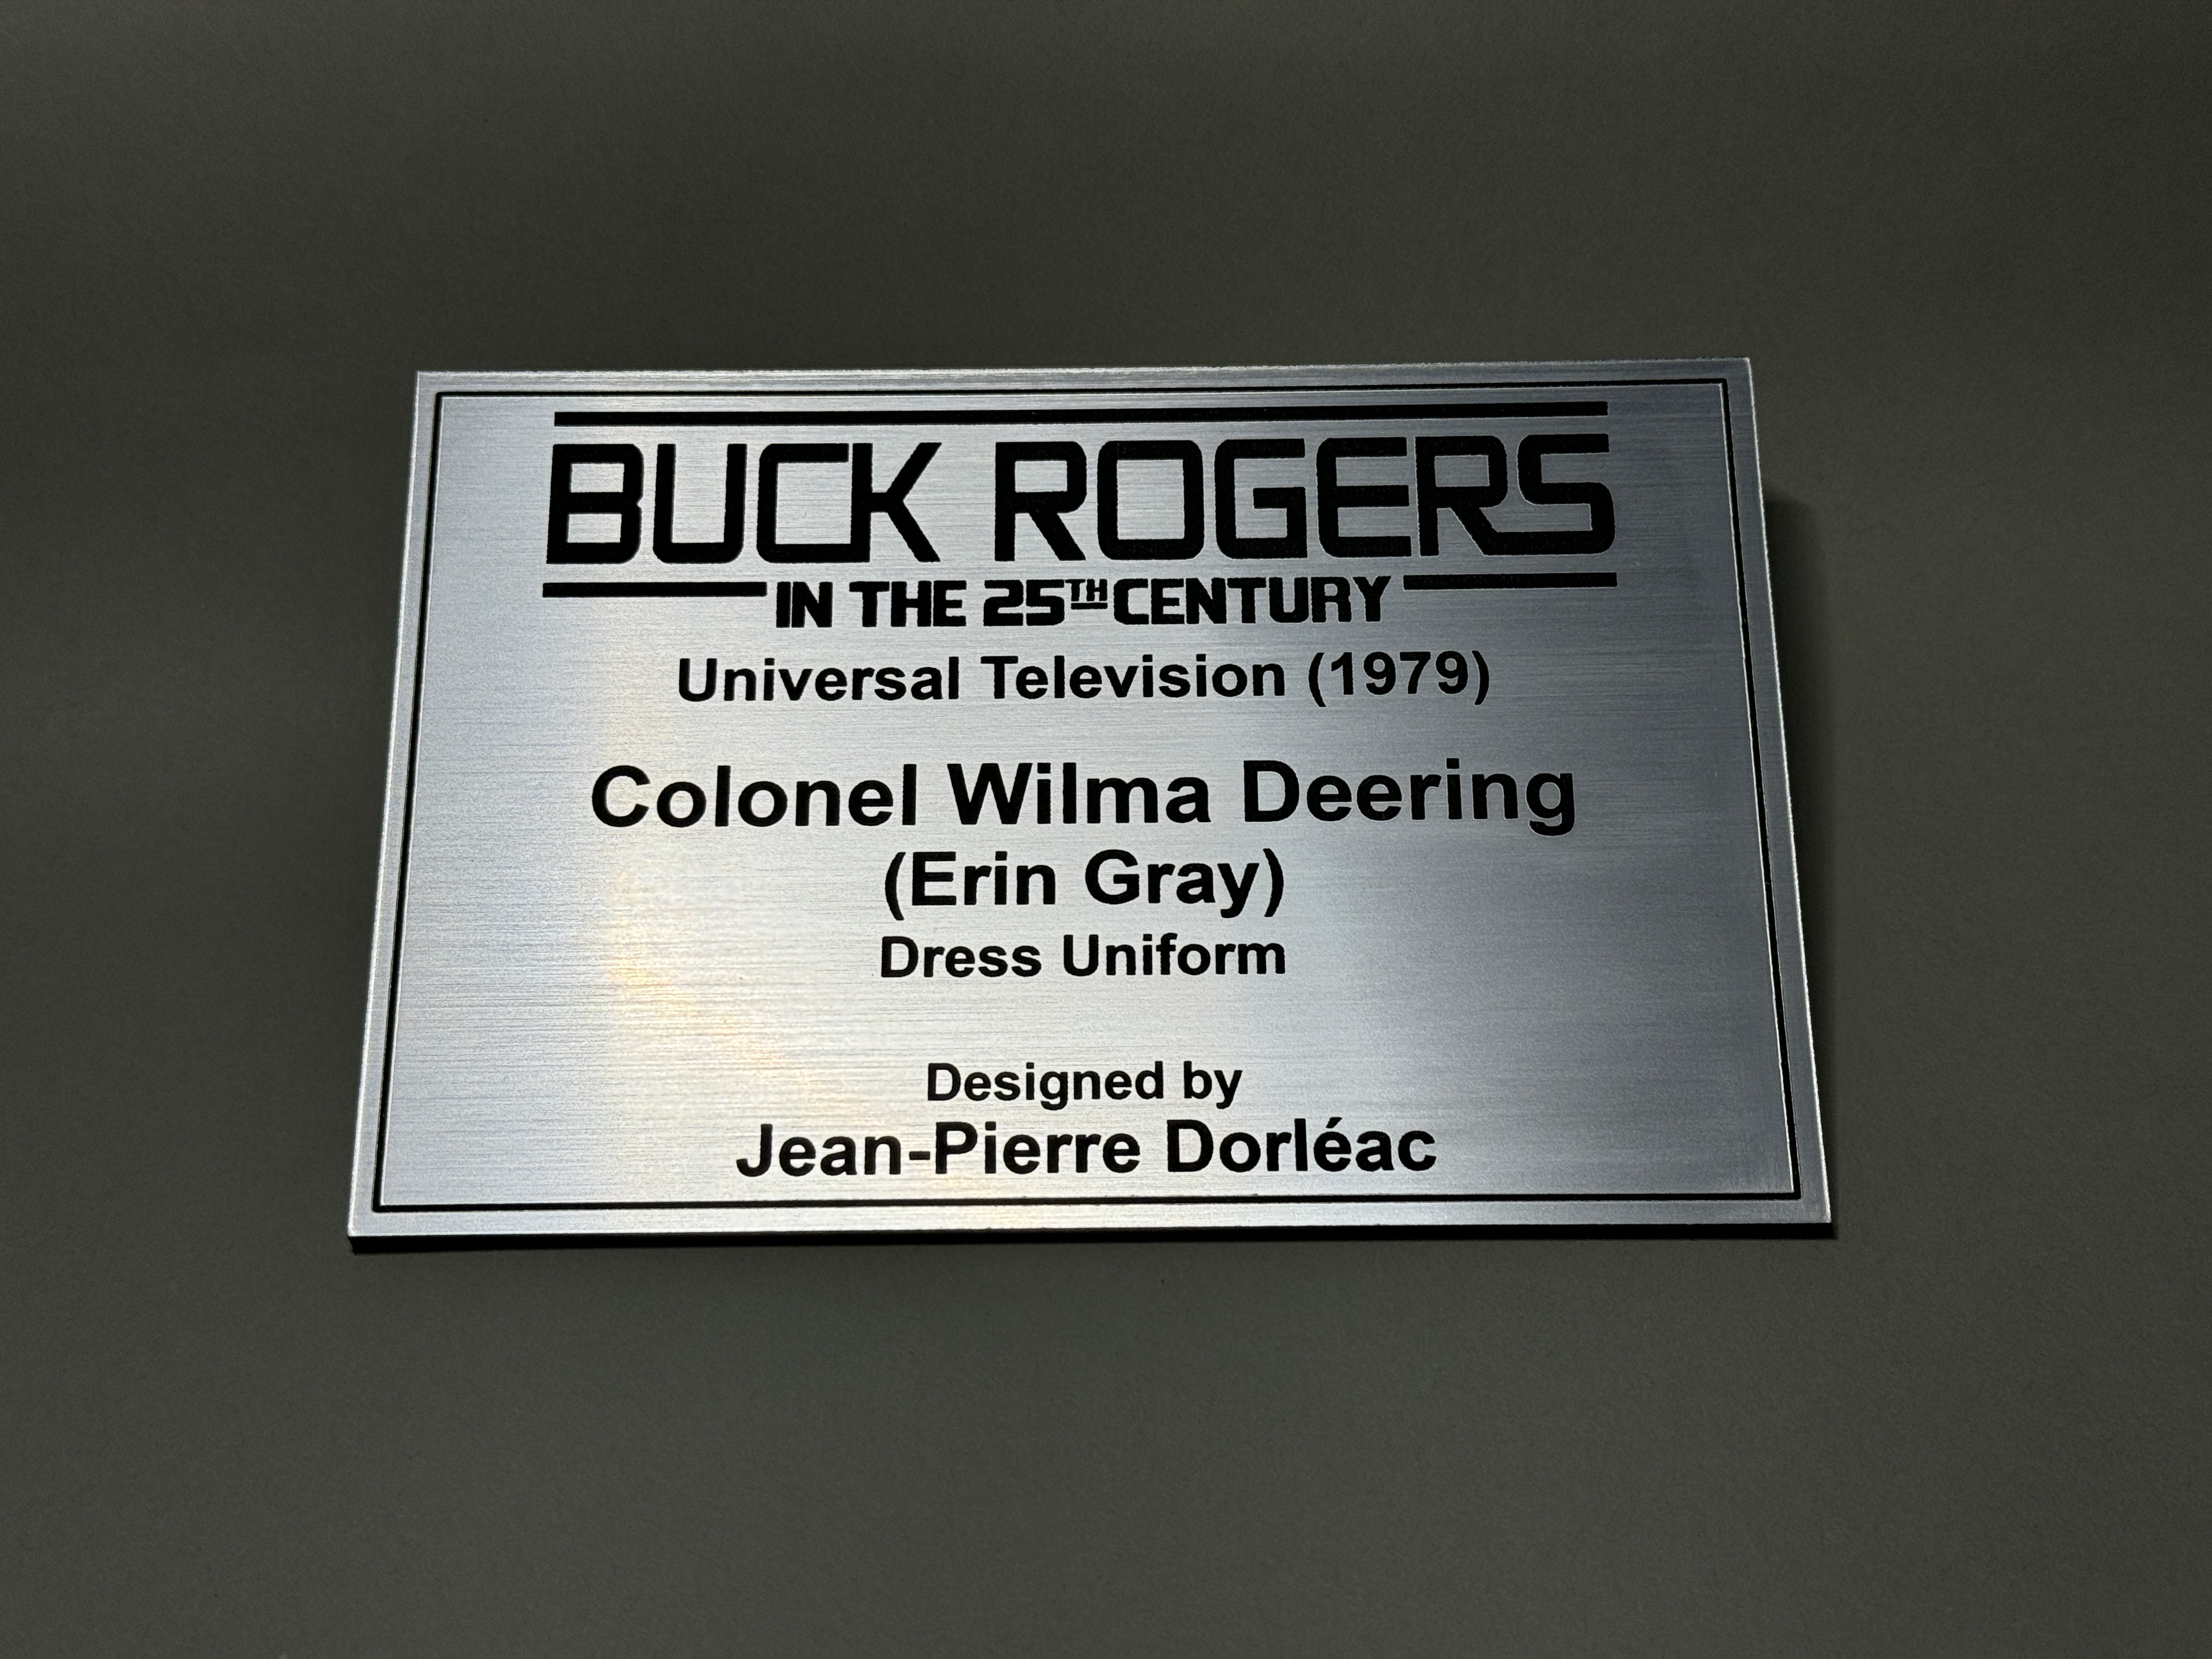 BUCK ROGERS
IN THE 25TH CENTURY
Universal Television (1979)
Colonel Wilma Deering
(Erin Gray)
Dress Uniform
Designed by
Jean-Pierre Dorléac